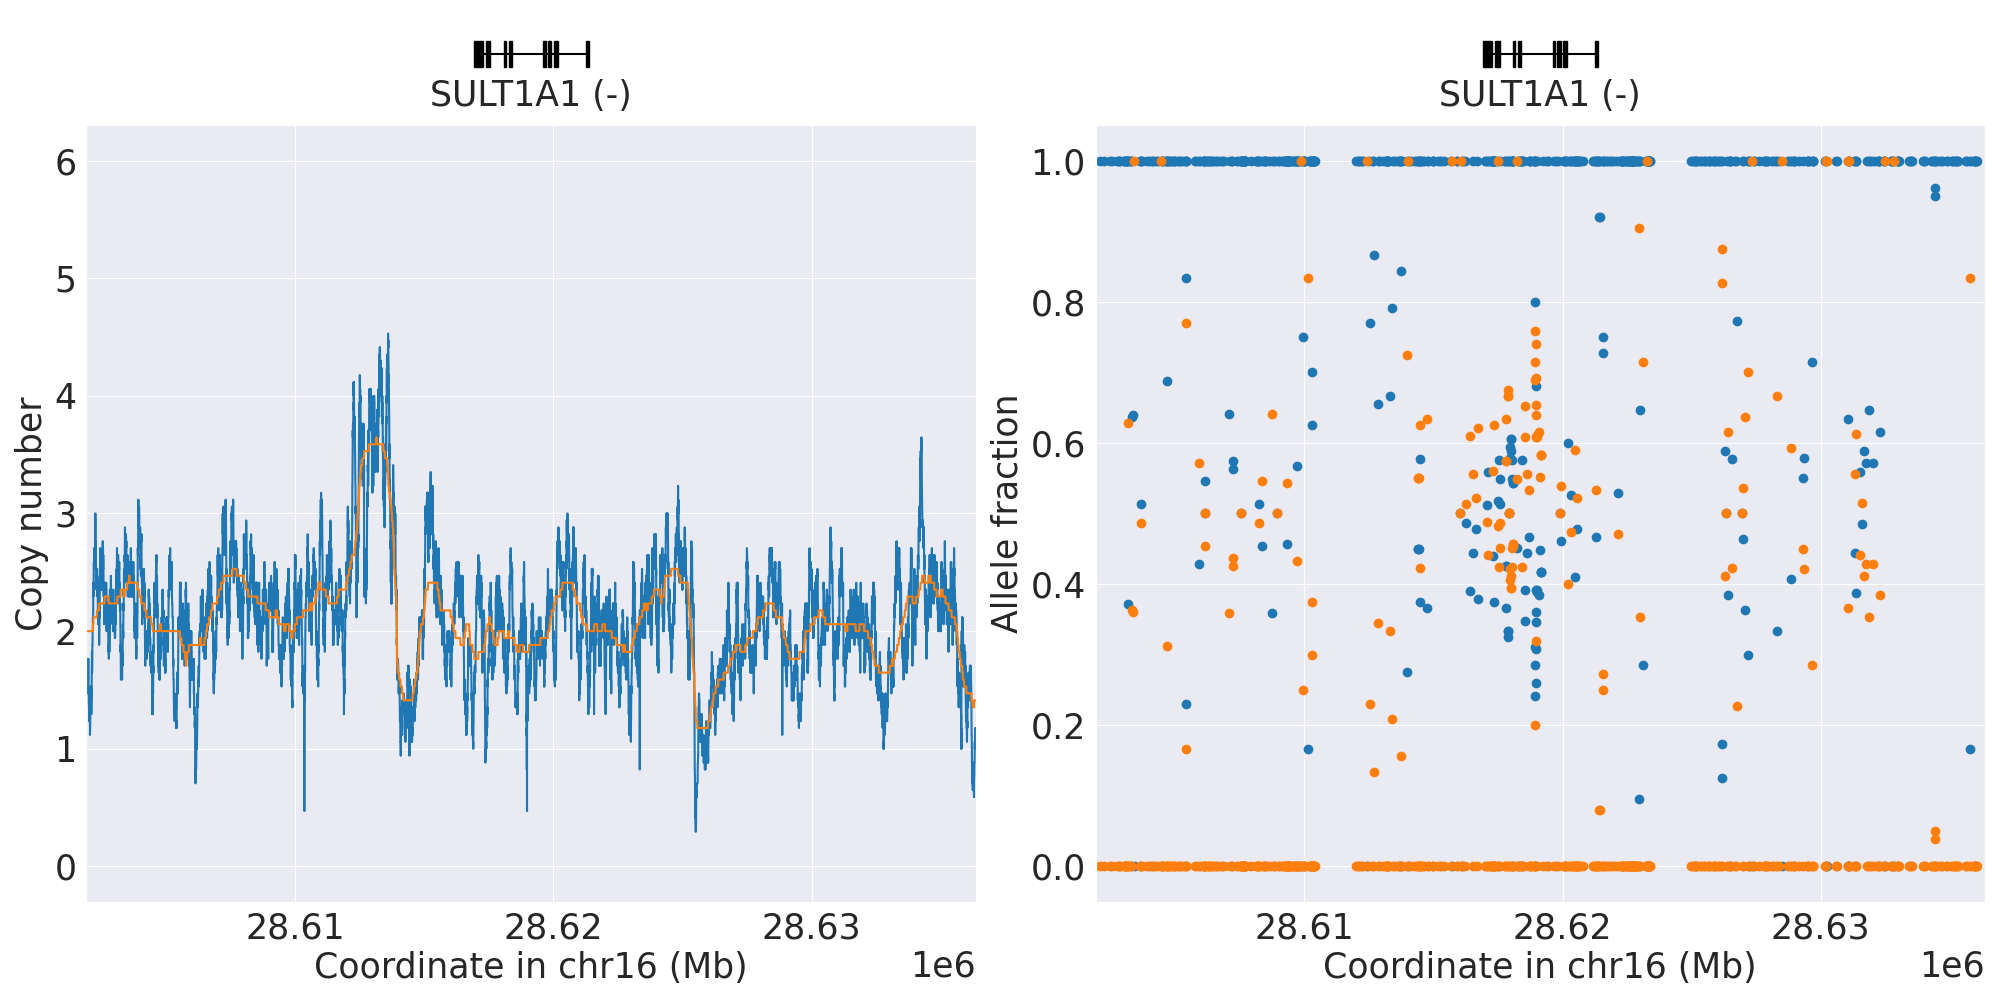 SULT1A1 (-)
6
5
4
3
2
1
0
Copy number
28.61
28.62
28.63
Coordinate in chr16 (Mb)
1e6
SULT1A1 (-)
1.0
0.8
0.6
0.4
0.2
0.0
Allele fraction
28.61
28.62
28.63
Coordinate in chr16 (Mb)
1e6